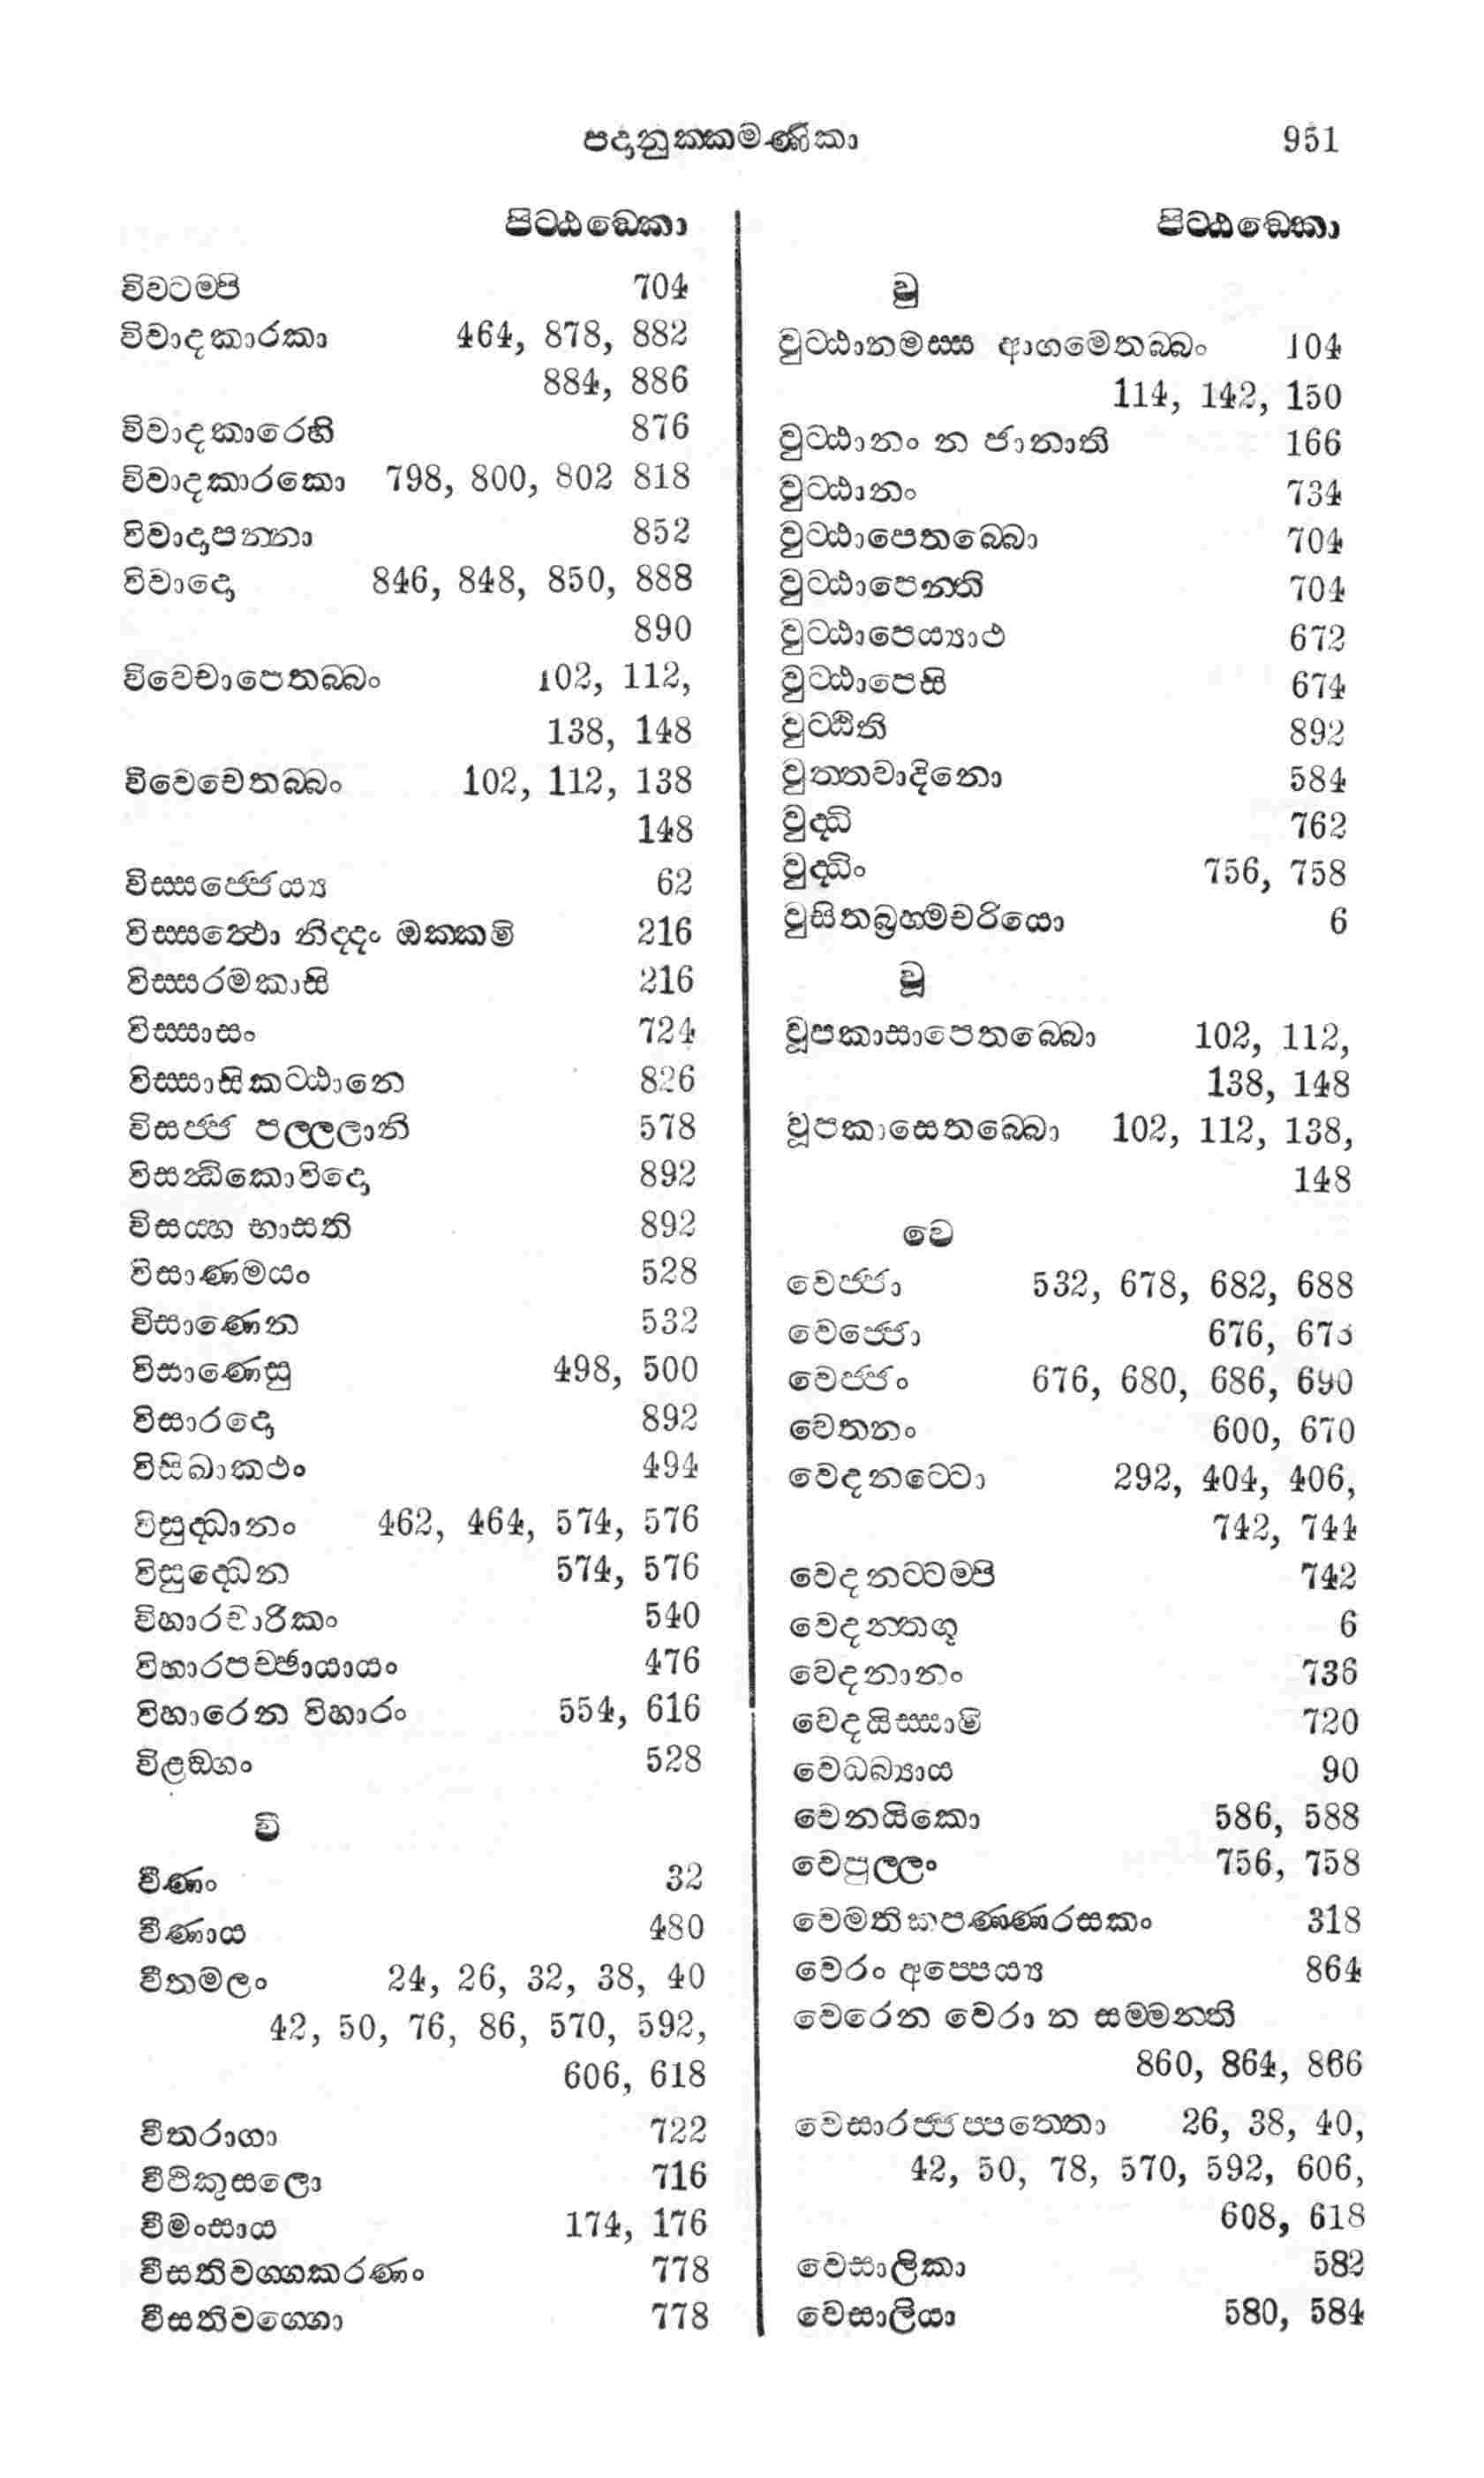 පදානුක්කමණිකා 951
පිට්ඨඞ්කො
විවටම්පි 704
විවාදකාරකා 464, 878, 882
884, 886
විවාදකාරෙහි 876
විවාදකාරකො 798, 800, 802 818
විවාදාපන්නා 852
විවාදො 846, 848, 850, 888
890
විවෙචාපෙතබ්බං 102, 112,
138, 148
විවෙචෙතබ්බං 102, 112, 138
148
විස්සජ්ජෙය්‍ය 62
විස්සත්ථො නිද්දං ඔක්කමි 216
විස්සරමකාසි 216
විස්සාසං 724
විස්සාසිකට්ඨානෙ 826
විසජ්ජ පල්ලලානි 578
විසන්ධිකොවිදො 892
විසය්හ භාසති 892
විසාණමයං 528
විසාණෙන 532
විසාණෙසු 498, 500
විසාරදො 892
විසිඛාකථං 494
විසුද්ධානං 462, 464, 574, 576
විසුද්ධෙන 574, 576
විහාරචාරිකං 540
විහාරපච්ඡායායං 476
විහාරෙන විහාරං 554, 616
විළඞ්ගං 528
වී
වීණං 32
වීණාය 480
වීතමලං 24, 26, 32, 38, 40
42, 50, 76, 86, 570, 592,
606, 618
වීතරාගා 722
වීථිකුසලො 716
වීමංසාය 174, 176
වීසතිවග්ගකරණං 778
වීසතිවග්ගො 778
පිට්ඨඞ්කො
වු
වුට්ඨානමස්ස ආගමෙතබ්බං 104
114, 142, 150
වුට්ඨානං න ජානාති 166
වුට්ඨානං 734
වුට්ඨාපෙතබ්බො 704
වුට්ඨාපෙන්ති 704
වුට්ඨාපෙය්‍යාථ 672
වුට්ඨාපෙසි 674
වුට්ඨිති 892
වුත්තවාදිනො 584
වුද්ධි 762
වුද්ධිං 756, 758
වුසිතබ්‍රහ්මචරියො 6
වූ
වූපකාසාපෙතබ්බො 102, 112,
138, 148
වූපකාසෙතබ්බො 102, 112, 138,
148
වෙ
වෙජ්ජා 532, 678, 682, 688
වෙජ්ජො 676, 678
වෙජ්ජං 676, 680, 686, 690
වෙතනං 600, 670
වෙදනට්ටො 292, 404, 406,
742, 744
වෙදනට්ටම්පි 742
වෙදන්තගූ 6
වෙදනානං 736
වෙදයිස්සාමි 720
වෙධබ්‍යාය 90
වෙනයිකො 586, 588
වෙපුල්ලං 756, 758
වෙමතිකපණ්ණරසකං 318
වෙරං අප්පෙය්‍ය 864
වෙරෙන වෙරා න සම්මන්ති
860, 864, 866
වෙසාරජ්ජප්පත්තො 26, 38, 40,
42, 50, 78, 570, 592, 606,
608, 618
වෙසාලිකා 582
වෙසාලියා 580, 584